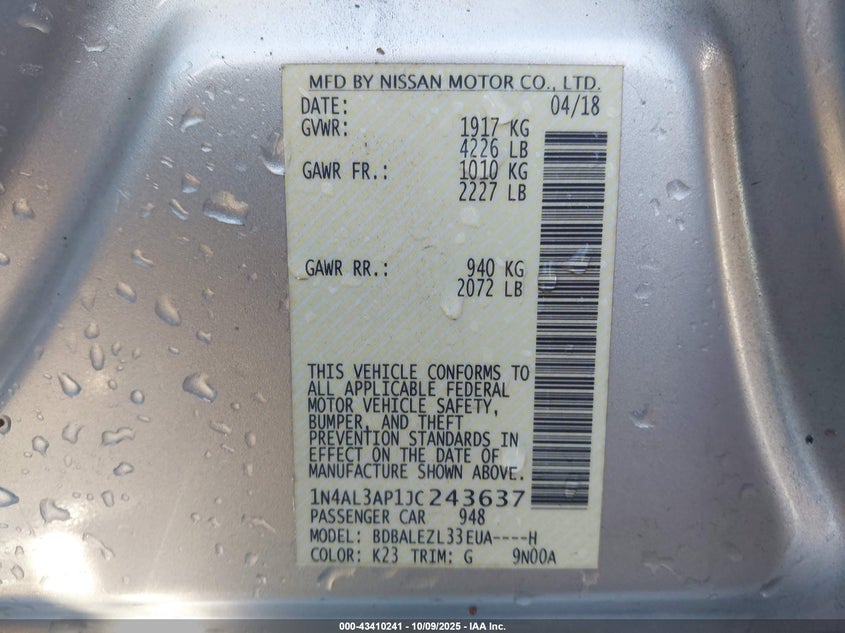 MFD BY NISSAN MOTOR CO., LTD.
DATE: 04/18
GVWR: 1917 KG
4226 LB
GAWR FR.: 1010 KG
2227 LB
GAWR RR.: 940 KG
2072 LB
THIS VEHICLE CONFORMS TO
ALL APPLICABLE FEDERAL
MOTOR VEHICLE SAFETY,
BUMPER, AND THEFT
PREVENTION STANDARDS IN
EFFECT ON THE DATE OF
MANUFACTURE SHOWN ABOVE.
1N4AL3AP1JC243637
PASSENGER CAR 948
MODEL: BDBALEZL33EUA----H
COLOR: K23 TRIM: G 9N00A
000-43410241 - 10/09/2025 - IAA Inc.